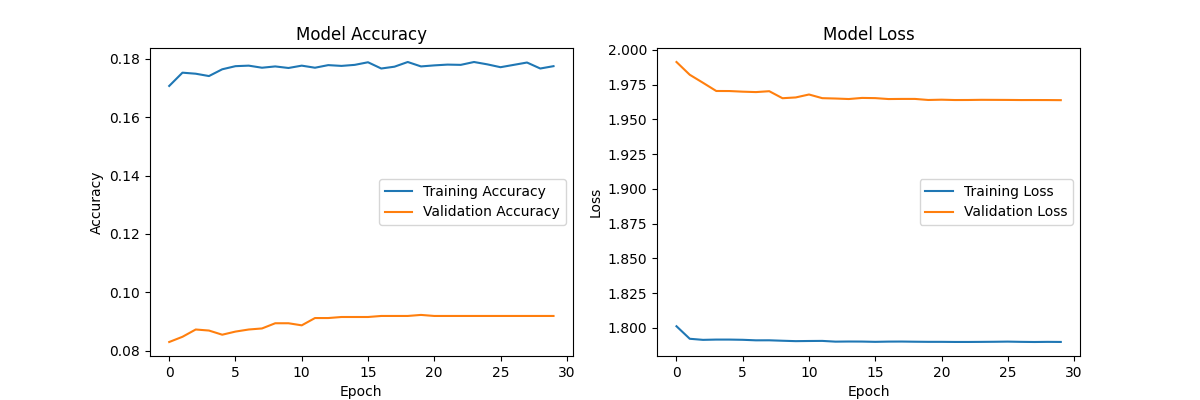 Model Accuracy
0.18
0.16
0.14
0.12
0.10
0.08
Accuracy
Training Accuracy
Validation Accuracy
0
5
10
15
20
25
30
Epoch
Model Loss
2.000
1.975
1.950
1.925
1.900
1.875
1.850
1.825
1.800
Loss
Training Loss
Validation Loss
0
5
10
15
20
25
30
Epoch